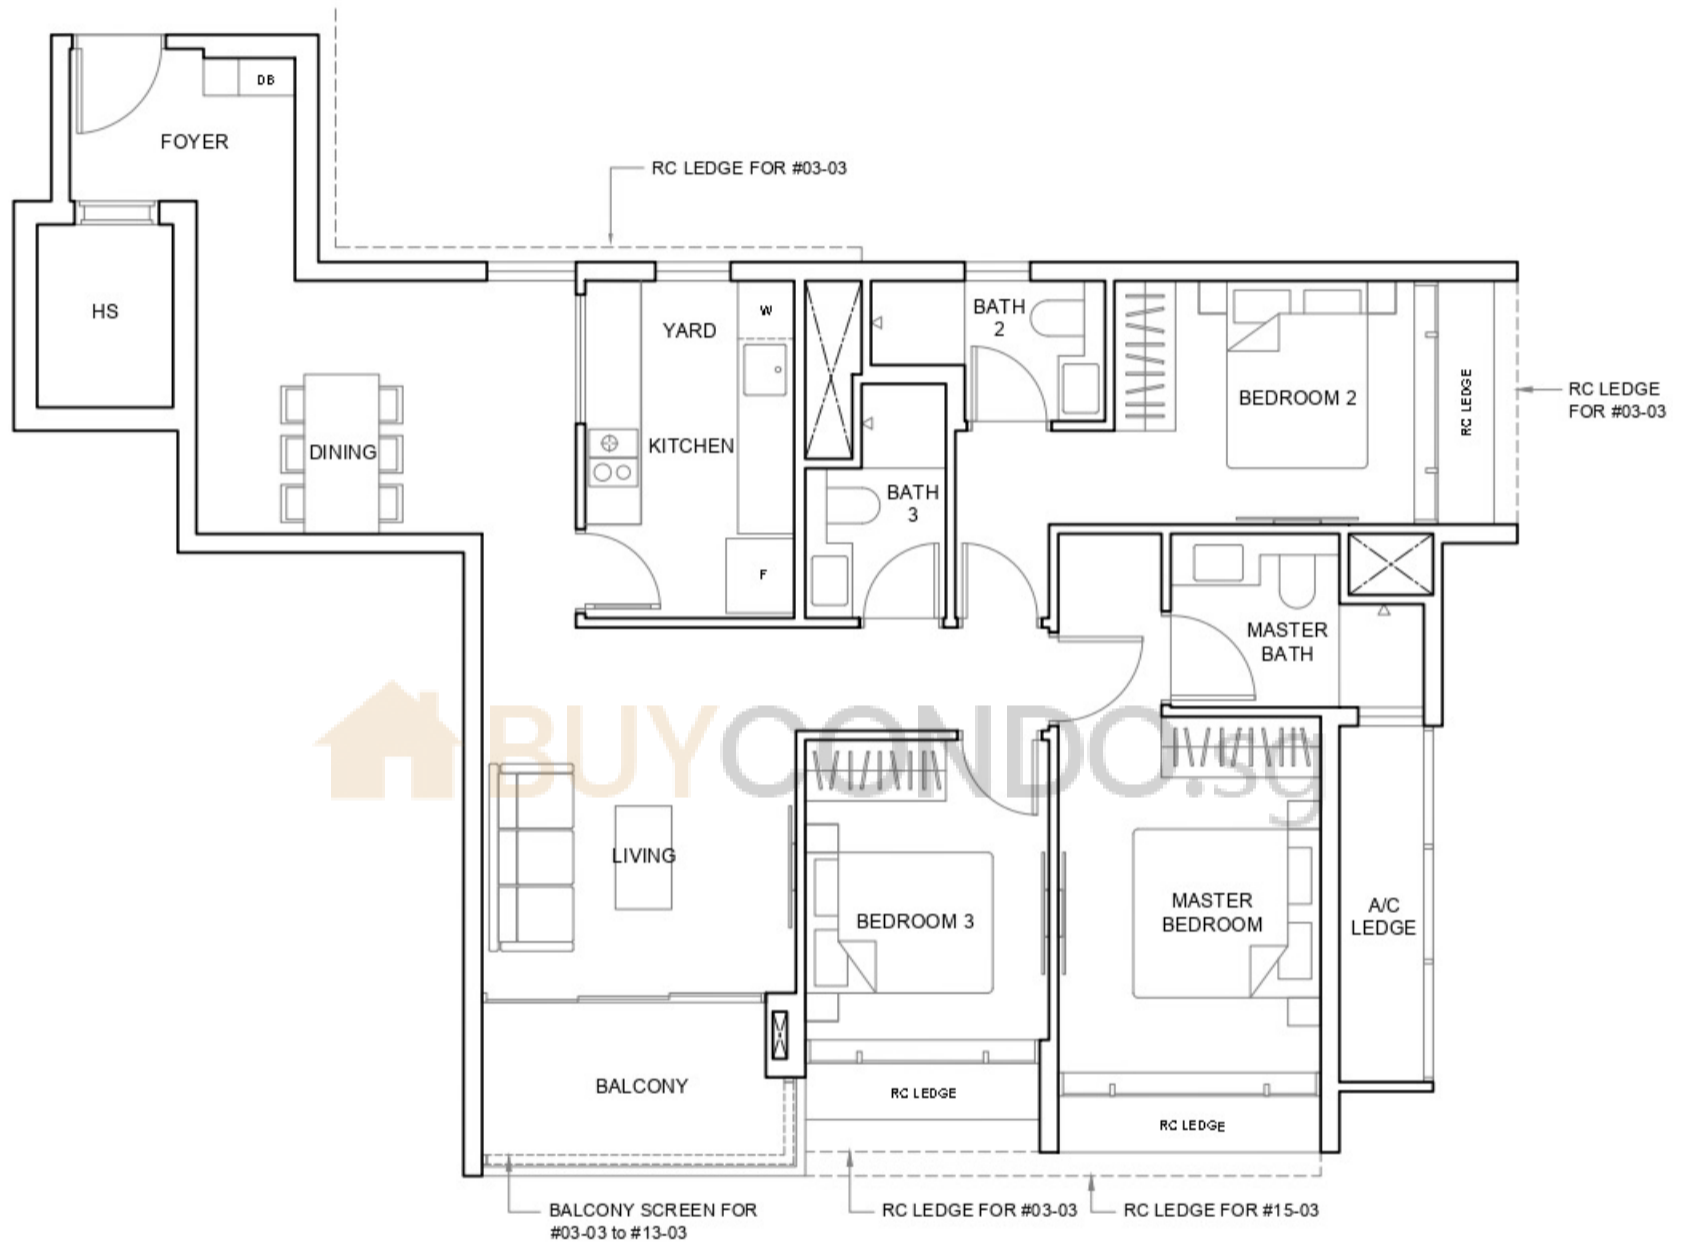 DB
FOYER
RC LEDGE FOR #03-03
HS
YARD
W
BATH
2
BEDROOM 2
RC LEDGE
RC LEDGE
FOR #03-03
DINING
KITCHEN
BATH
3
F
MASTER
BATH
BUYCONDO.sg
LIVING
BEDROOM 3
MASTER
BEDROOM
A/C
LEDGE
BALCONY
RC LEDGE
RC LEDGE
BALCONY SCREEN FOR
#03-03 to #13-03
RC LEDGE FOR #03-03
RC LEDGE FOR #15-03